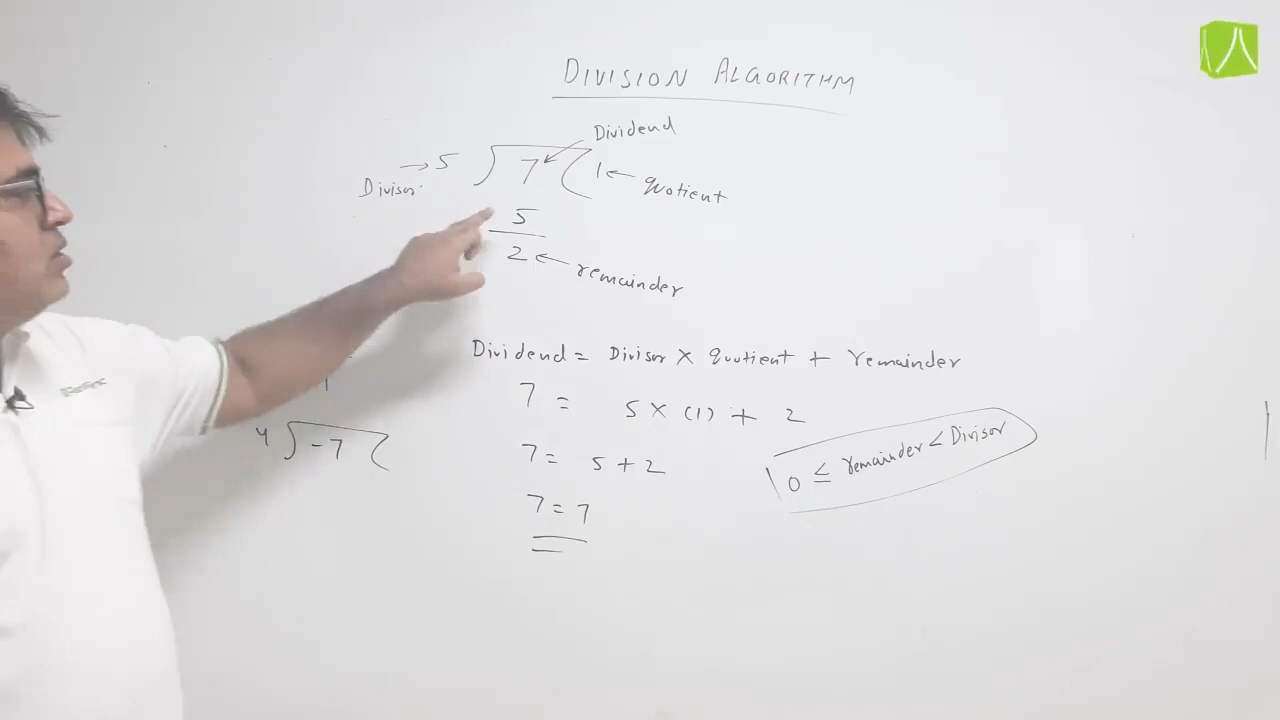 DIVISION ALGORITHM
Dividend
→ 5 7 1 ← quotient
Divisor
5
2 ← remainder
Dividend = Divisor × quotient + remainder
7 = 5 × (1) + 2
4 -7
7 = 5 + 2
0 ≤ remainder < Divisor
7 = 7